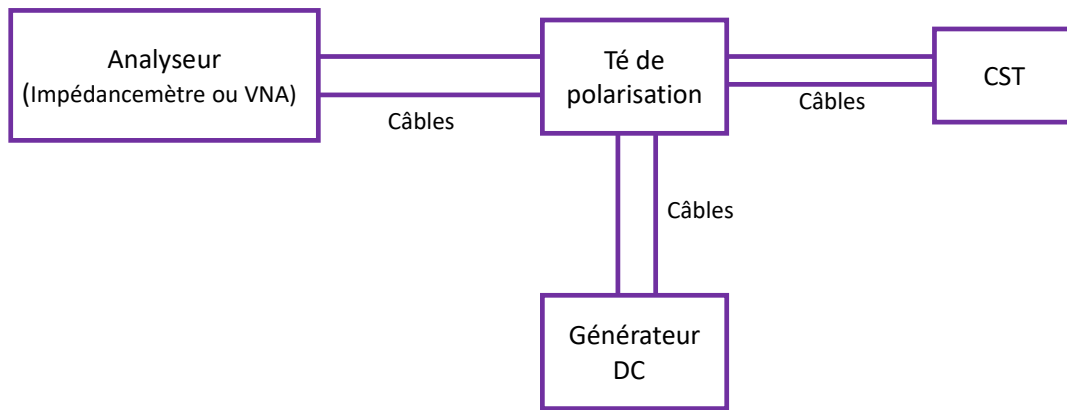 Analyseur
(Impédancemètre ou VNA)
Câbles
Té de
polarisation
Câbles
CST
Câbles
Générateur
DC